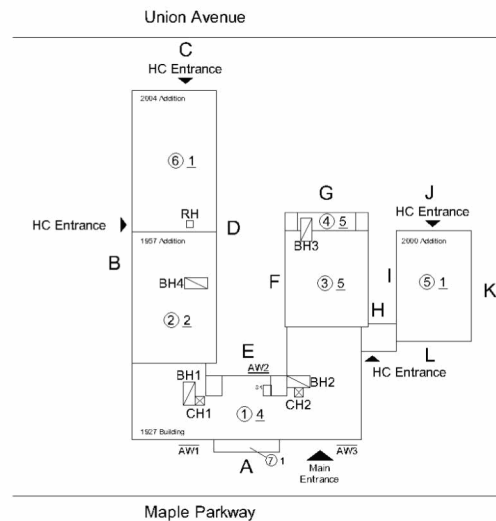 Union Avenue
C
HC Entrance
2004 Addition
⑥ 1
RH
HC Entrance
D
B
1957 Addition
BH4
② 2
G
④ 5
BH3
F
③ 5
J
HC Entrance
2000 Addition
I
⑤ 1
K
H
L
HC Entrance
E
AW2
BH1
CH1
BH2
CH2
① 4
1927 Building
AW1
A
⑦ 1
Main
Entrance
AW3
Maple Parkway